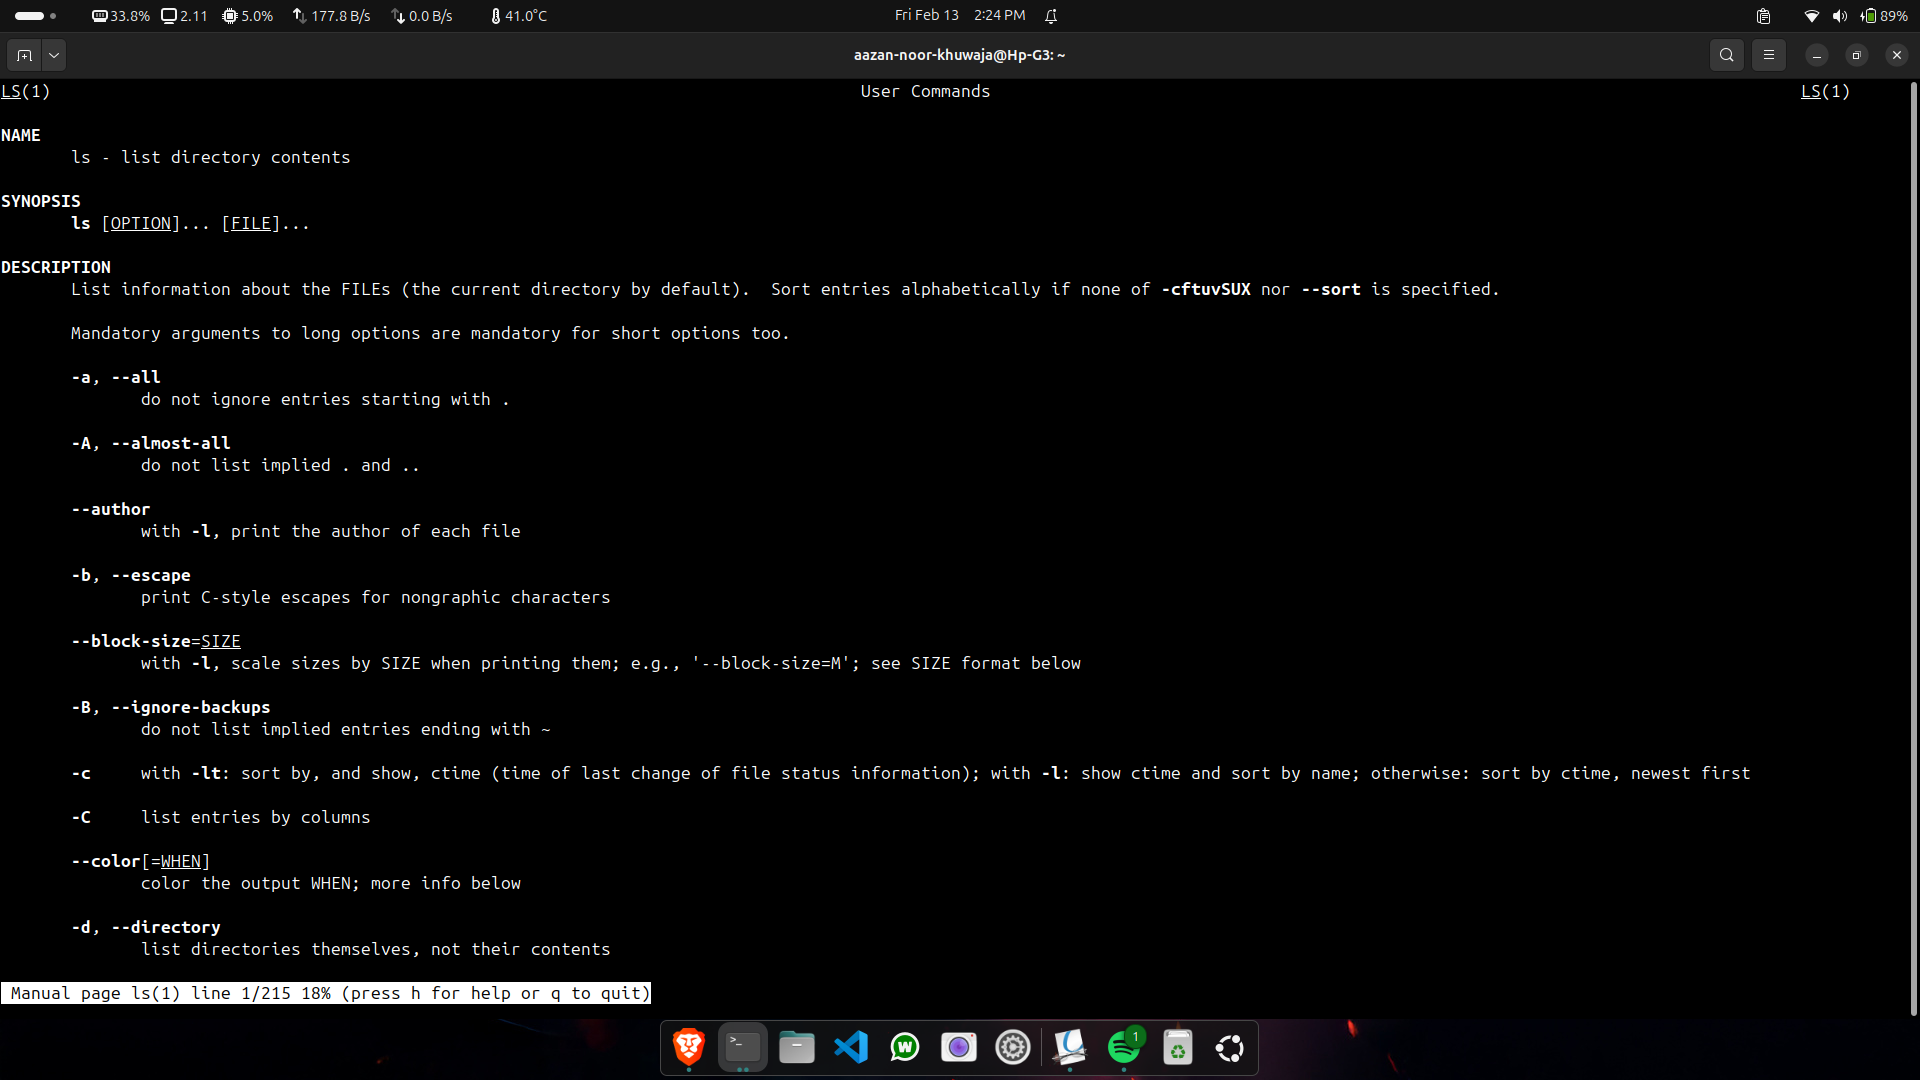 33.8% 2.11 5.0% 177.8 B/s 0.0 B/s 41.0°C Fri Feb 13 2:24 PM 89%
aazan-noor-khuwaja@Hp-G3: ~
LS(1) User Commands LS(1)
NAME
ls - list directory contents
SYNOPSIS
ls [OPTION]... [FILE]...
DESCRIPTION
List information about the FILEs (the current directory by default). Sort entries alphabetically if none of -cftuvSUX nor --sort is specified.
Mandatory arguments to long options are mandatory for short options too.
-a, --all
do not ignore entries starting with .
-A, --almost-all
do not list implied . and ..
--author
with -l, print the author of each file
-b, --escape
print C-style escapes for nongraphic characters
--block-size=SIZE
with -l, scale sizes by SIZE when printing them; e.g., '--block-size=M'; see SIZE format below
-B, --ignore-backups
do not list implied entries ending with ~
-c with -lt: sort by, and show, ctime (time of last change of file status information); with -l: show ctime and sort by name; otherwise: sort by ctime, newest first
-C list entries by columns
--color[=WHEN]
color the output WHEN; more info below
-d, --directory
list directories themselves, not their contents
Manual page ls(1) line 1/215 18% (press h for help or q to quit)
>_ W 1